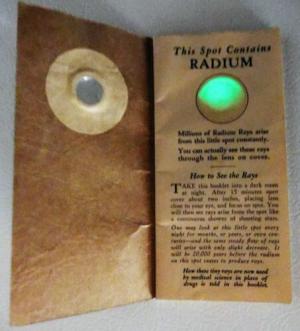 This Spot Contains
RADIUM
Millions of Radium Rays arise
from this little spot constantly.
You can actually see these rays
through the lens on cover.
How to See the Rays
TAKE this booklet into a dark room
at night. After 15 minutes spot
cover about two inches, placing lens
close to your eye, and focus on spot. You
will then see rays arise from the spot like
a continuous shower of shooting stars.
One may look at this little spot every
night for months, or years, or even cen-
turies—and the same steady flow of rays
will arise with only slight decrease. It
will be 20,000 years before the radium
on this spot ceases to produce rays.
How these tiny rays are now used
by medical science in place of
drugs is told in this booklet.